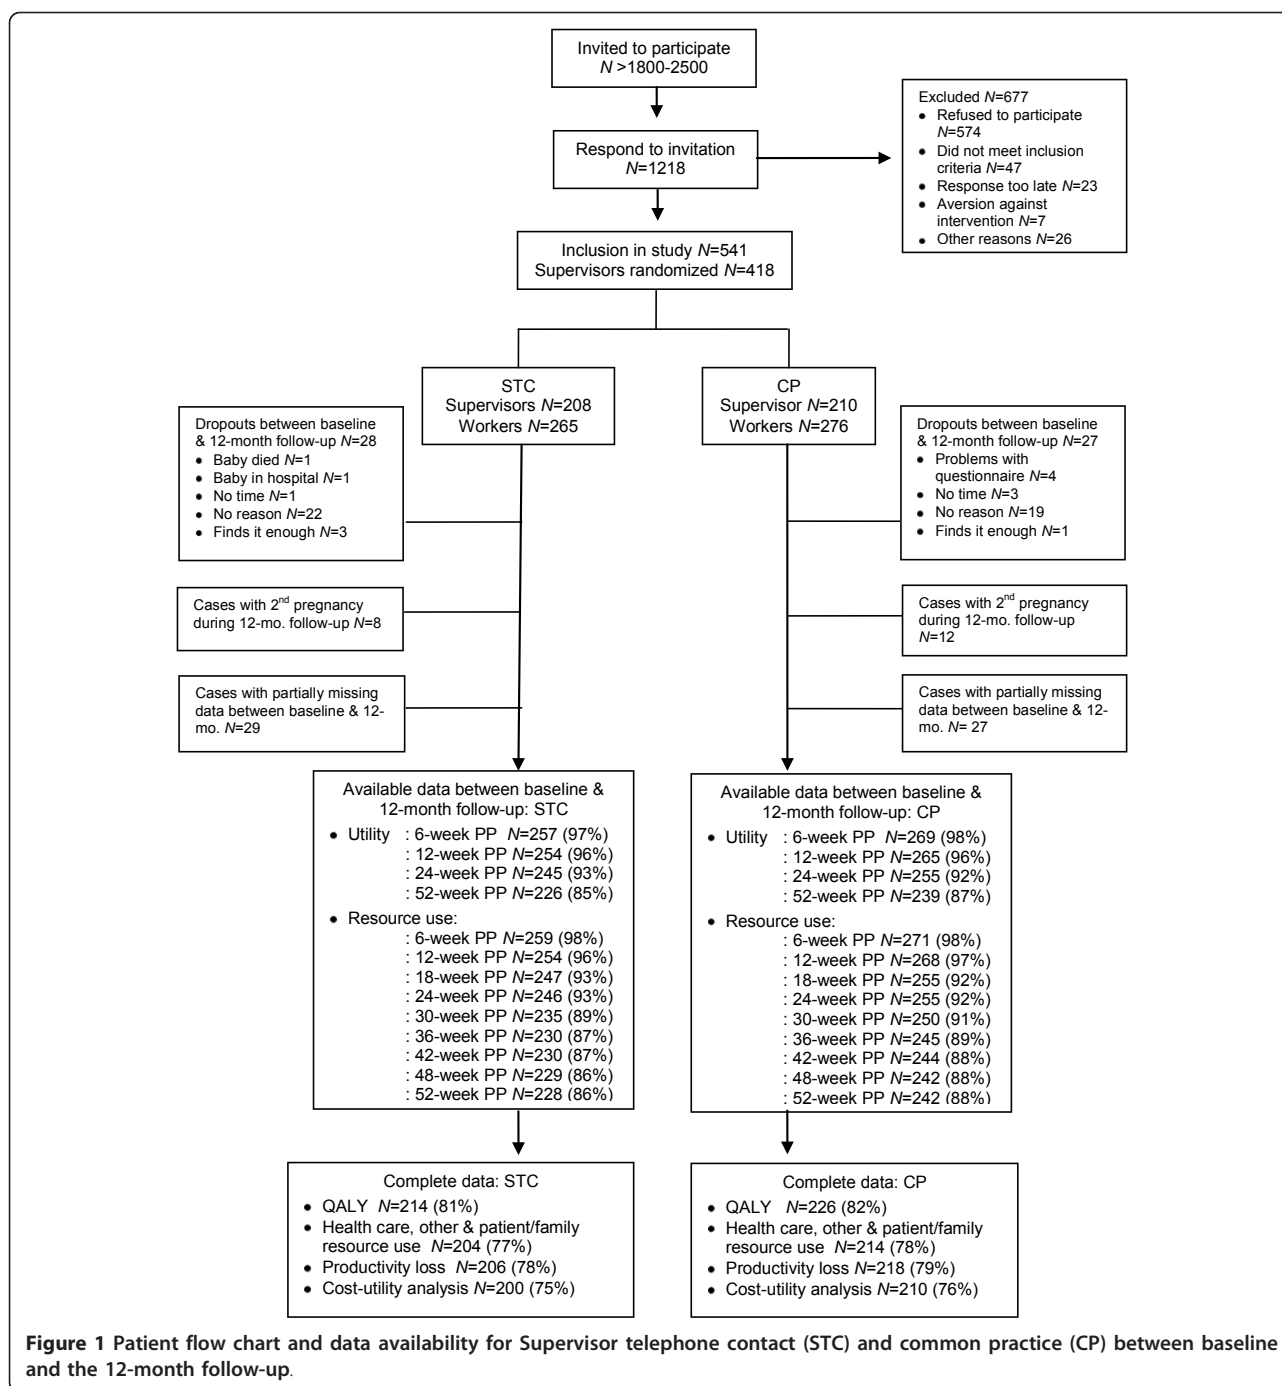 Invited to participate
N >1800-2500
Respond to invitation
N=1218
Excluded N=677
• Refused to participate
N=574
• Did not meet inclusion
criteria N=47
• Response too late N=23
• Aversion against
intervention N=7
• Other reasons N=26
Inclusion in study N=541
Supervisors randomized N=418
STC
Supervisors N=208
Workers N=265
CP
Supervisor N=210
Workers N=276
Dropouts between baseline
& 12-month follow-up N=28
• Baby died N=1
• Baby in hospital N=1
• No time N=1
• No reason N=22
• Finds it enough N=3
Dropouts between baseline
& 12-month follow-up N=27
• Problems with
questionnaire N=4
• No time N=3
• No reason N=19
• Finds it enough N=1
Cases with 2nd pregnancy
during 12-mo. follow-up N=8
Cases with 2nd pregnancy
during 12-mo. follow-up
N=12
Cases with partially missing
data between baseline & 12-
mo. N=29
Cases with partially missing
data between baseline & 12-
mo. N= 27
Available data between baseline &
12-month follow-up: STC
• Utility : 6-week PP N=257 (97%)
: 12-week PP N=254 (96%)
: 24-week PP N=245 (93%)
: 52-week PP N=226 (85%)
• Resource use:
: 6-week PP N=259 (98%)
: 12-week PP N=254 (96%)
: 18-week PP N=247 (93%)
: 24-week PP N=246 (93%)
: 30-week PP N=235 (89%)
: 36-week PP N=230 (87%)
: 42-week PP N=230 (87%)
: 48-week PP N=229 (86%)
: 52-week PP N=228 (86%)
Available data between baseline &
12-month follow-up: CP
• Utility : 6-week PP N=269 (98%)
: 12-week PP N=265 (96%)
: 24-week PP N=255 (92%)
: 52-week PP N=239 (87%)
• Resource use:
: 6-week PP N=271 (98%)
: 12-week PP N=268 (97%)
: 18-week PP N=255 (92%)
: 24-week PP N=255 (92%)
: 30-week PP N=250 (91%)
: 36-week PP N=245 (89%)
: 42-week PP N=244 (88%)
: 48-week PP N=242 (88%)
: 52-week PP N=242 (88%)
Complete data: STC
• QALY N=214 (81%)
• Health care, other & patient/family
resource use N=204 (77%)
• Productivity loss N=206 (78%)
• Cost-utility analysis N=200 (75%)
Complete data: CP
• QALY N=226 (82%)
• Health care, other & patient/family
resource use N=214 (78%)
• Productivity loss N=218 (79%)
• Cost-utility analysis N=210 (76%)
Figure 1 Patient flow chart and data availability for Supervisor telephone contact (STC) and common practice (CP) between baseline
and the 12-month follow-up.